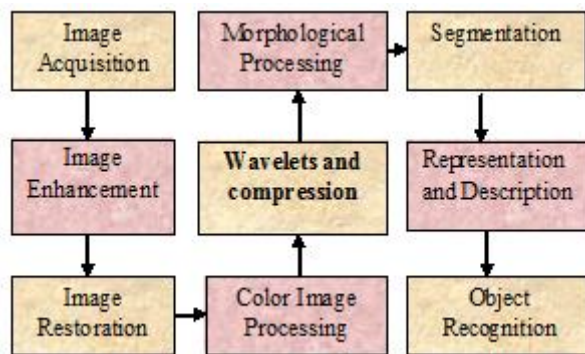 Image
Acquisition
Image
Enhancement
Image
Restoration
Color Image
Processing
Wavelets and
compression
Morphological
Processing
Segmentation
Representation
and Description
Object
Recognition